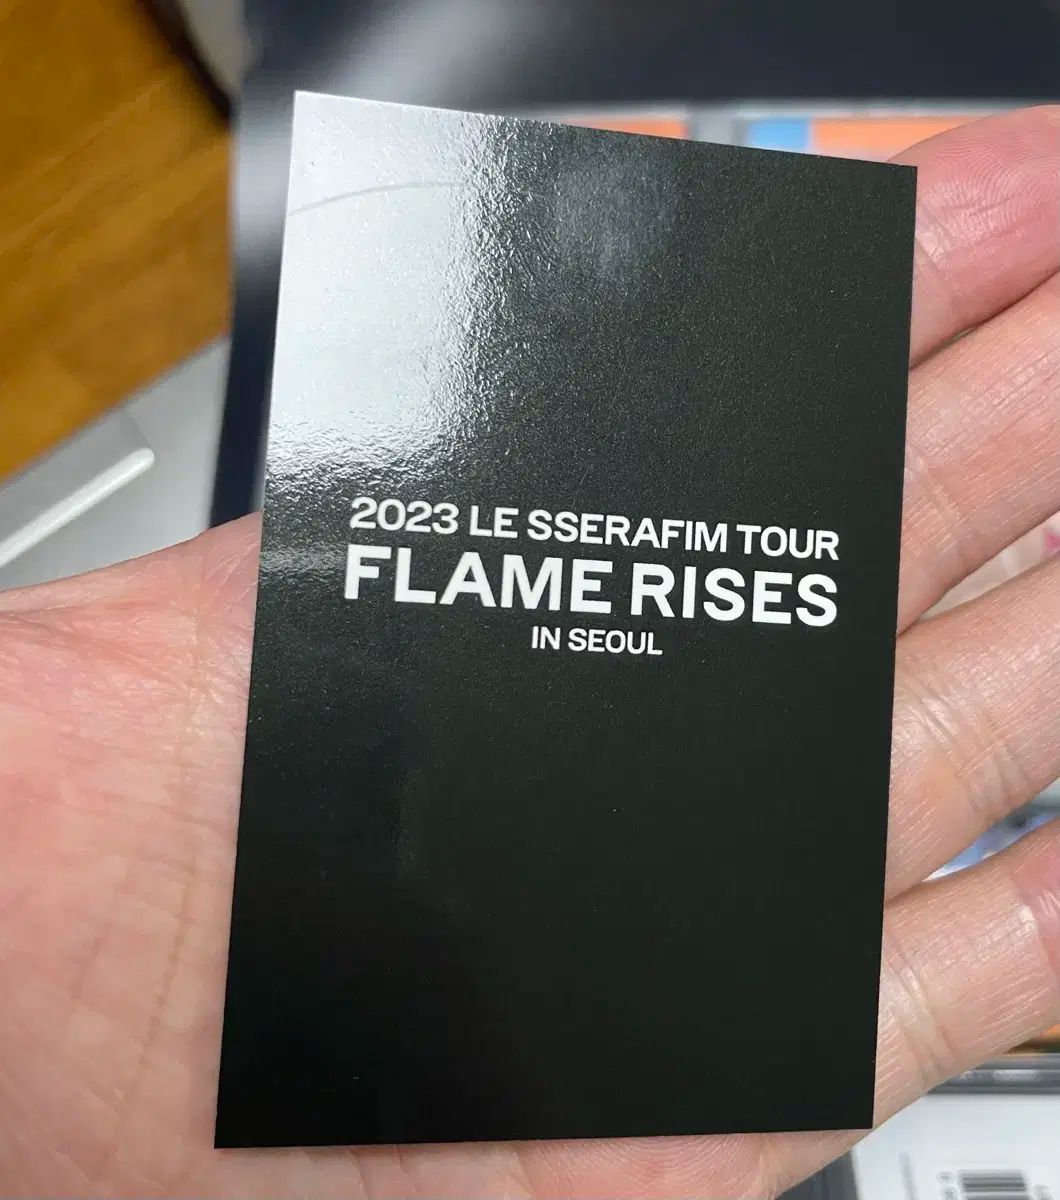 2023 LE SSERAFIM TOUR
FLAME RISES
IN SEOUL